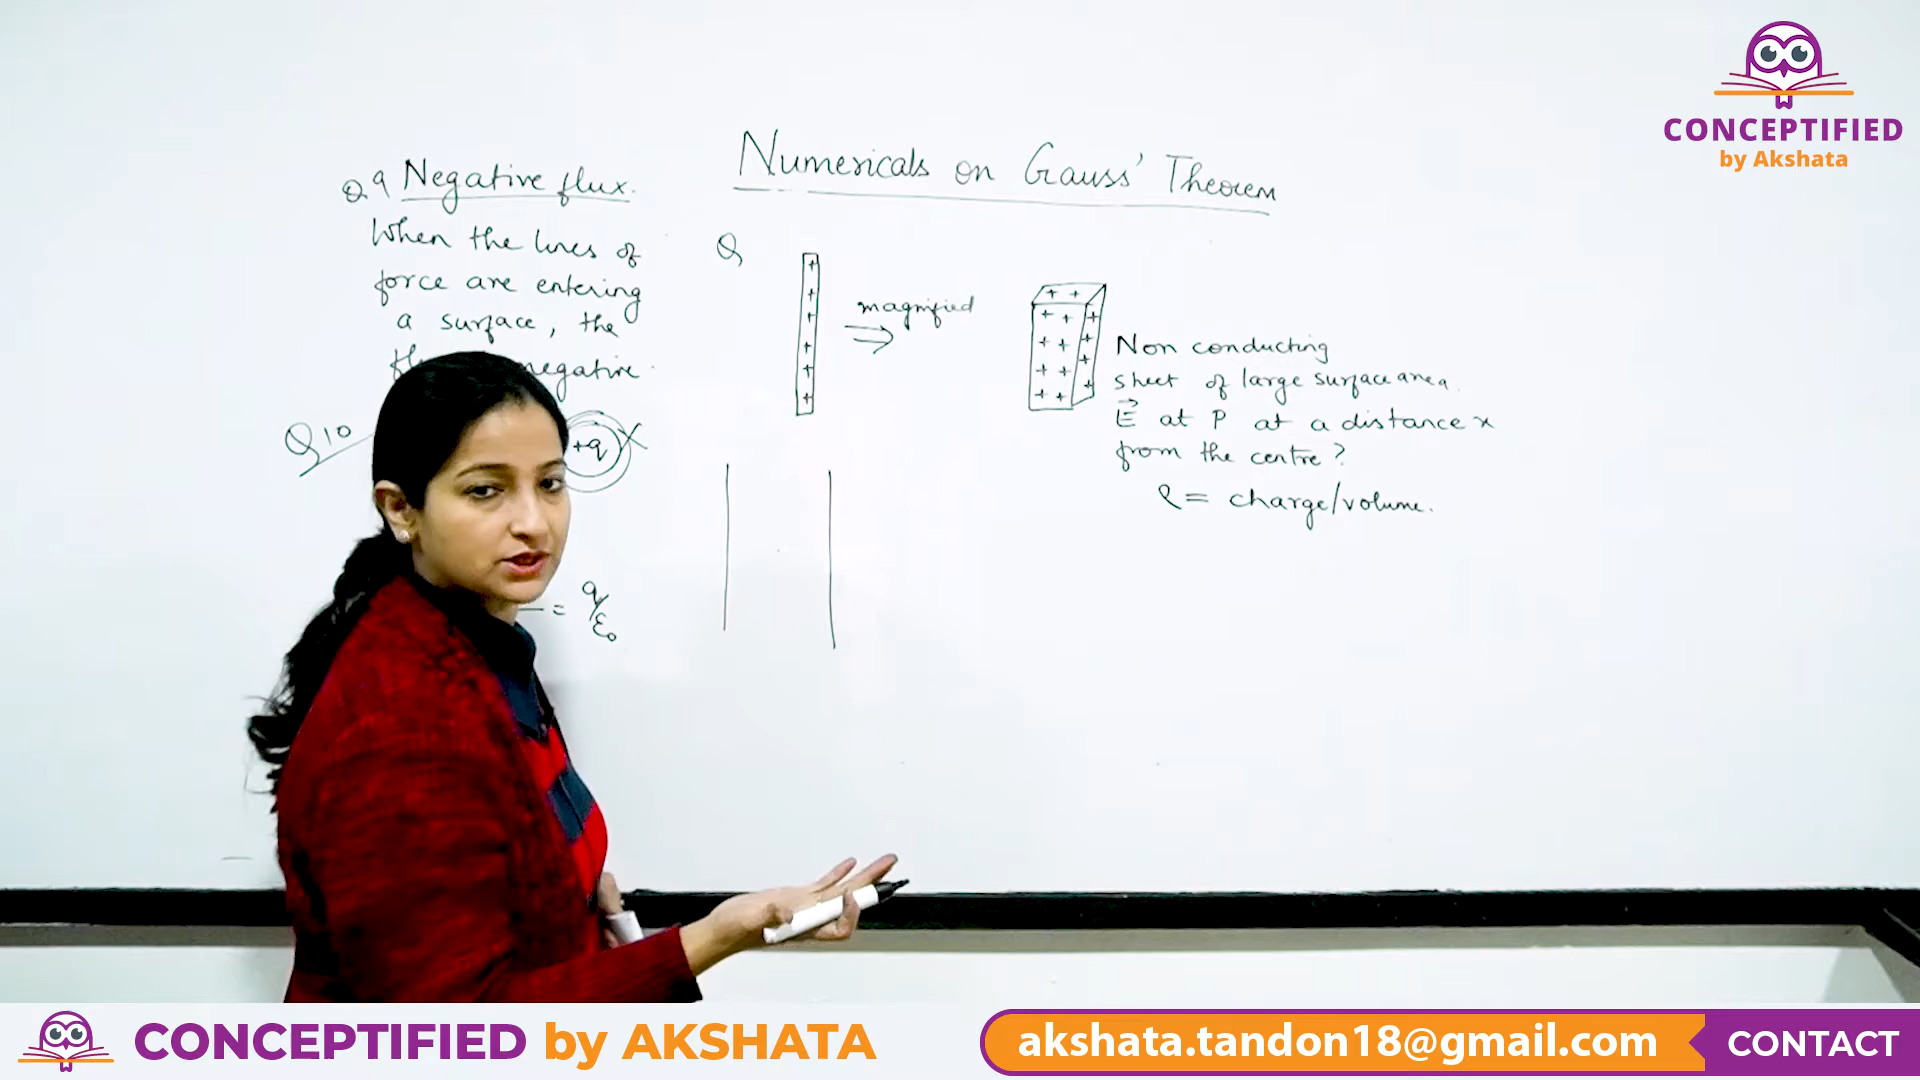 CONCEPTIFIED
by Akshata
Numericals on Gauss' Theorem
Q9 Negative flux.
When the lines of
force are entering
a surface, the
negative.
Q10
+q
= q/ε₀
Q
magnified
Non conducting
sheet of large surface area.
E⃗ at P at a distance x
from the centre?
ρ = charge/volume.
CONCEPTIFIED by AKSHATA
akshata.tandon18@gmail.com
CONTACT